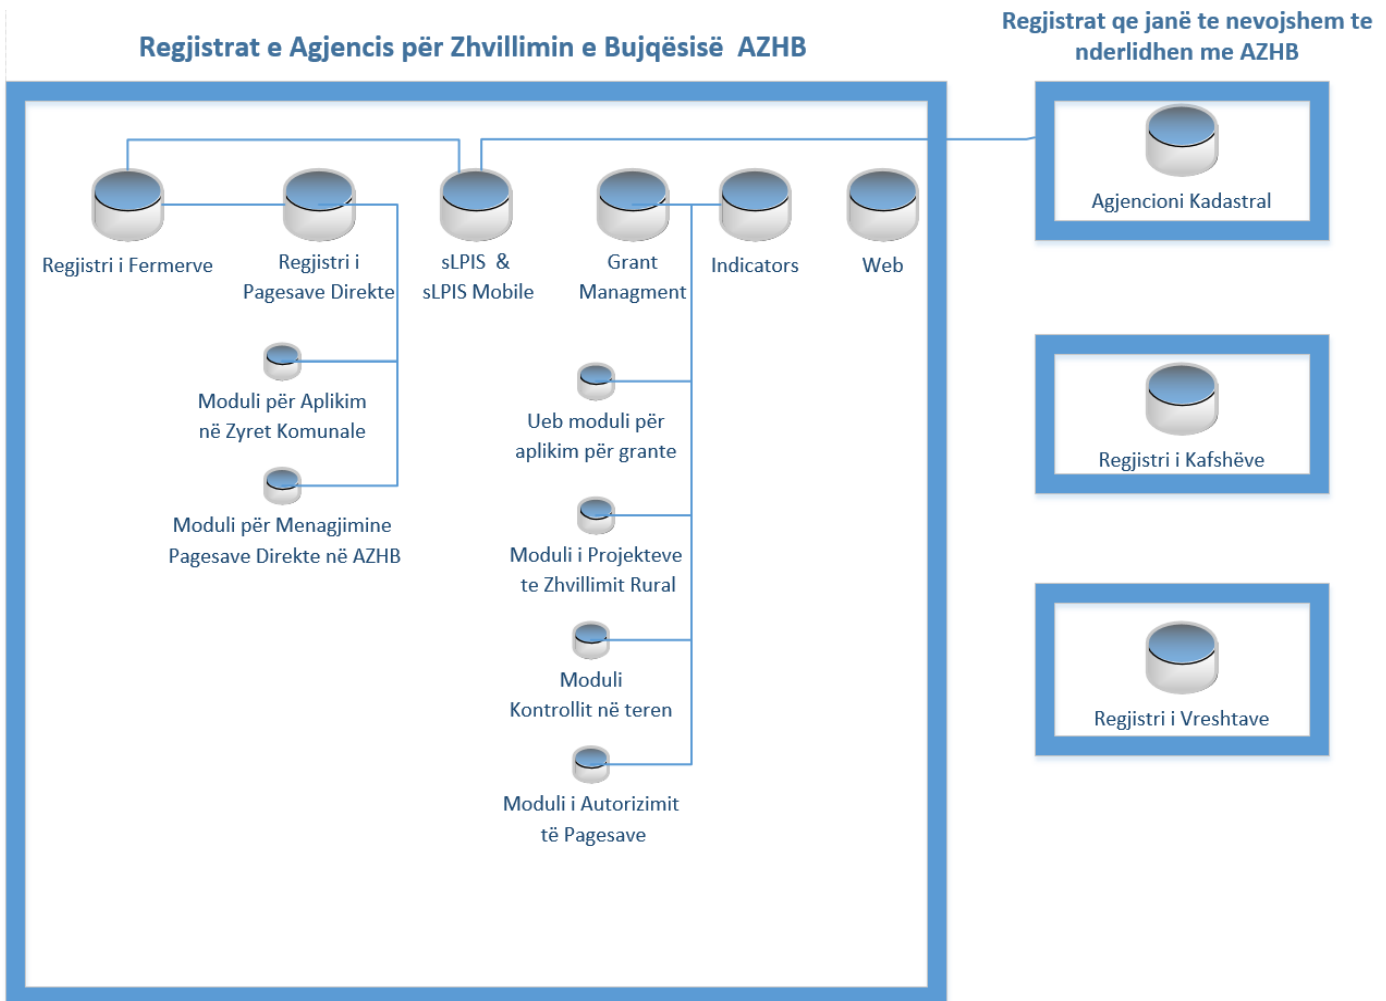 Regjistrat e Agjencis për Zhvillimin e Bujqësisë AZHB
Regjistrat qe janë te nevojshem te
nderlidhen me AZHB
Regjistri i Fermerve
Regjistri i
Pagesave Direkte
sLPIS &
sLPIS Mobile
Grant
Managment
Indicators
Web
Moduli për Aplikim
në Zyret Komunale
Moduli për Menagjimine
Pagesave Direkte në AZHB
Ueb moduli për
aplikim për grante
Moduli i Projekteve
te Zhvillimit Rural
Moduli
Kontrollit në teren
Moduli i Autorizimit
të Pagesave
Agjencioni Kadastral
Regjistri i Kafshëve
Regjistri i Vreshtave